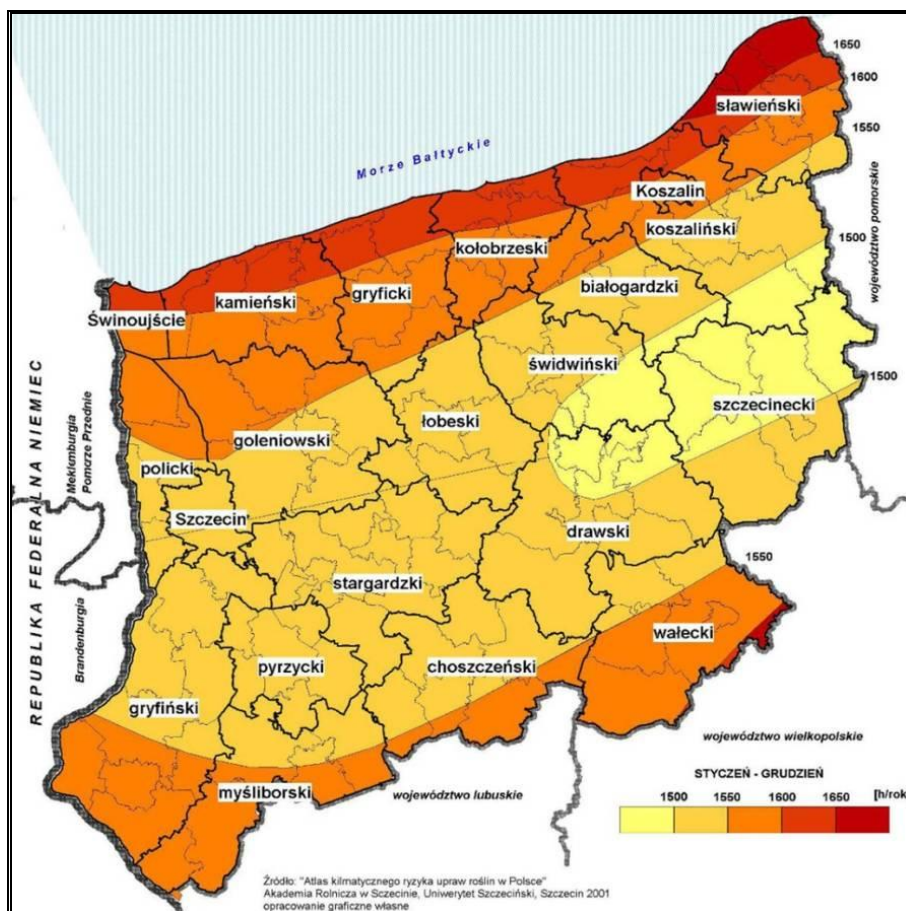 1650
1600
sławieński
1550
Morze Bałtyckie
Koszalin
województwo pomorskie
koszaliński
kołobrzeski
1500
kamieński
gryficki
białogardzki
Świnoujście
świdwiński
1500
szczecinecki
REPUBLIKA FEDERALNA NIEMIEC
Meklemburgia
Pomorze Przednie
łobeski
goleniowski
policki
Szczecin
drawski
1550
stargardzki
Brandenburgia
wałecki
pyrzycki
choszczeński
gryfiński
województwo wielkopolskie
STYCZEŃ - GRUDZIEŃ
myśliborski
województwo lubuskie
1500 1550 1600 1650 [h/rok
Źródło: "Atlas kilmatycznego ryzyka upraw roślin w Polsce"
Akademia Rolnicza w Sczecinie, Uniwerytet Szczeciński, Szczecin 2001
opracowanie graficzne własne